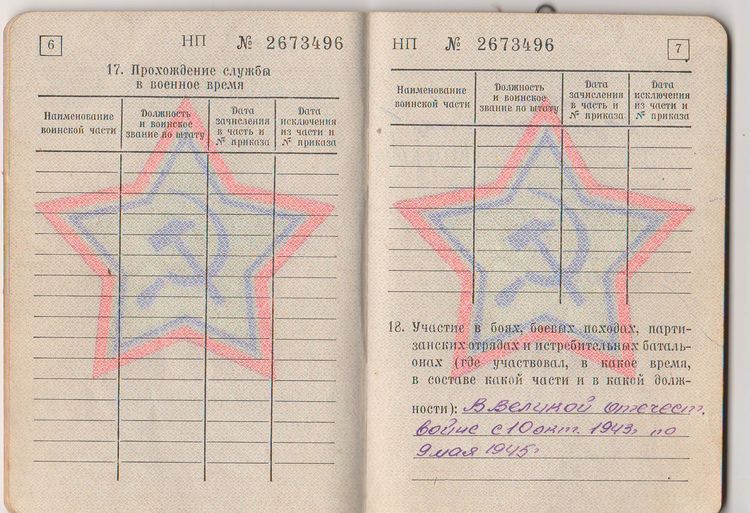 6
НП № 2673496
17. Прохождение службы
в военное время
Наименование
воинской части
Должность
и воинское
звание по штату
Дата
зачисления
в часть и
№ приказа
Дата
исключения
из части и
№ приказа
НП № 2673496
7
Наименование
воинской части
Должность
и воинское
звание по штату
Дата
зачисления
в часть и
№ приказа
Дата
исключения
из части и
№ приказа
18. Участие в боях, боевых походах, парти-
занских отрядах и истребительных баталь-
онах (где участвовал, в какое время,
в составе какой части и в какой долж-
ности): В Великой отечест.
войне с 10 окт. 1943г по
9 мая 1945г